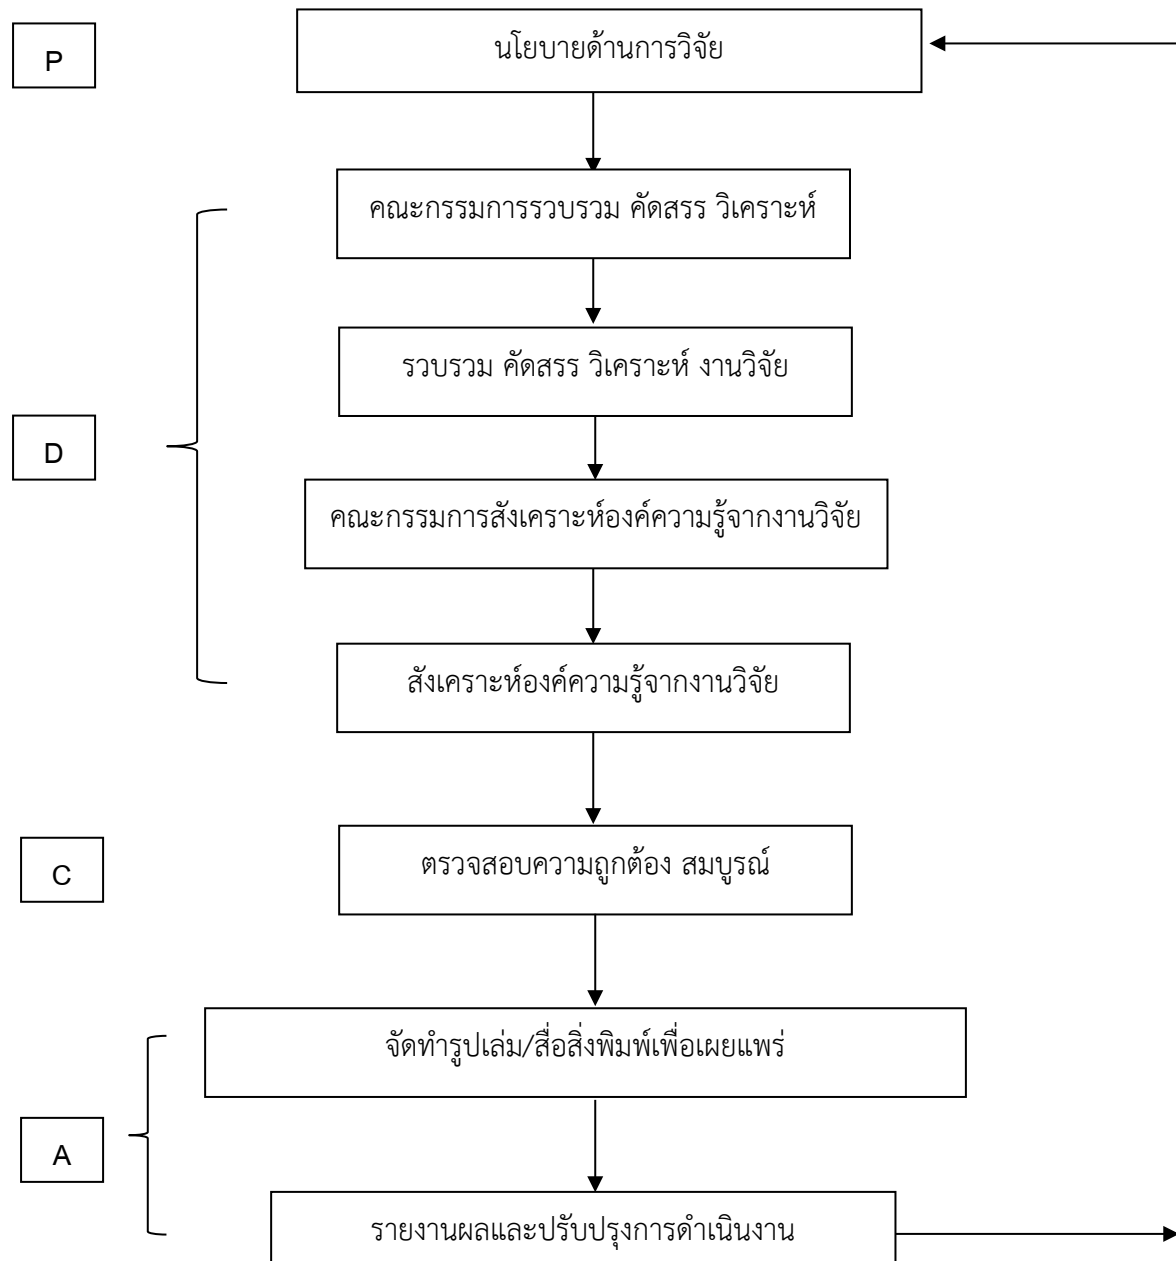 P
นโยบายด้านการวิจัย
คณะกรรมการรวบรวม คัดสรร วิเคราะห์
รวบรวม คัดสรร วิเคราะห์ งานวิจัย
D
คณะกรรมการสังเคราะห์องค์ความรู้จากงานวิจัย
สังเคราะห์องค์ความรู้จากงานวิจัย
C
ตรวจสอบความถูกต้อง สมบูรณ์
จัดทำรูปเล่ม/สื่อสิ่งพิมพ์เพื่อเผยแพร่
A
รายงานผลและปรับปรุงการดำเนินงาน